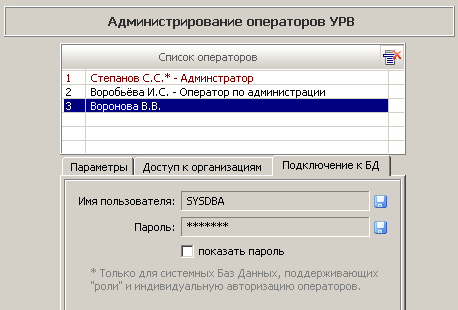 Администрирование операторов УРВ
Список операторов
1 Степанов С.С.* - Админстратор
2 Воробьёва И.С. - Оператор по администрации
3 Воронова В.В.
Параметры Доступ к организациям Подключение к БД
Имя пользователя: SYSDBA
Пароль: *******
показать пароль
* Только для системных Баз Данных, поддерживающих
"роли" и индивидуальную авторизацию операторов.